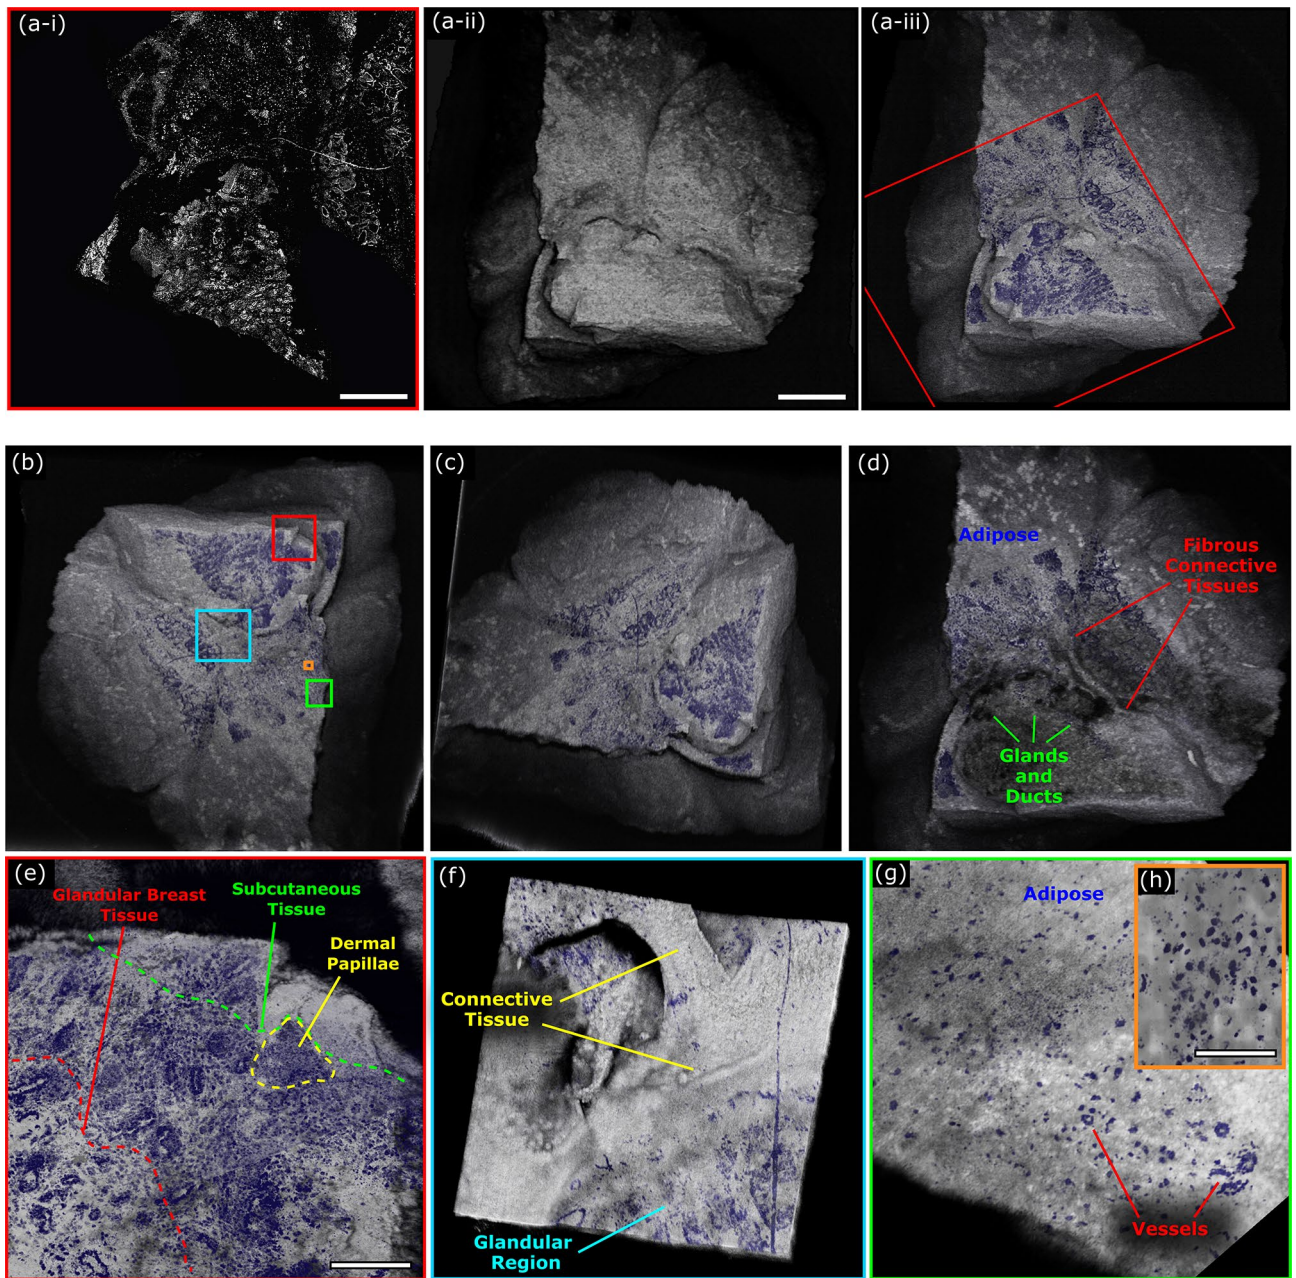 (a-i)
(a-ii)
(a-iii)
(b)
(c)
(d)
Adipose
Fibrous
Connective
Tissues
Glands
and
Ducts
(e)
Glandular Breast
Tissue
Subcutaneous
Tissue
Dermal
Papillae
(f)
Connective
Tissue
Glandular
Region
(g)
Adipose
(h)
Vessels